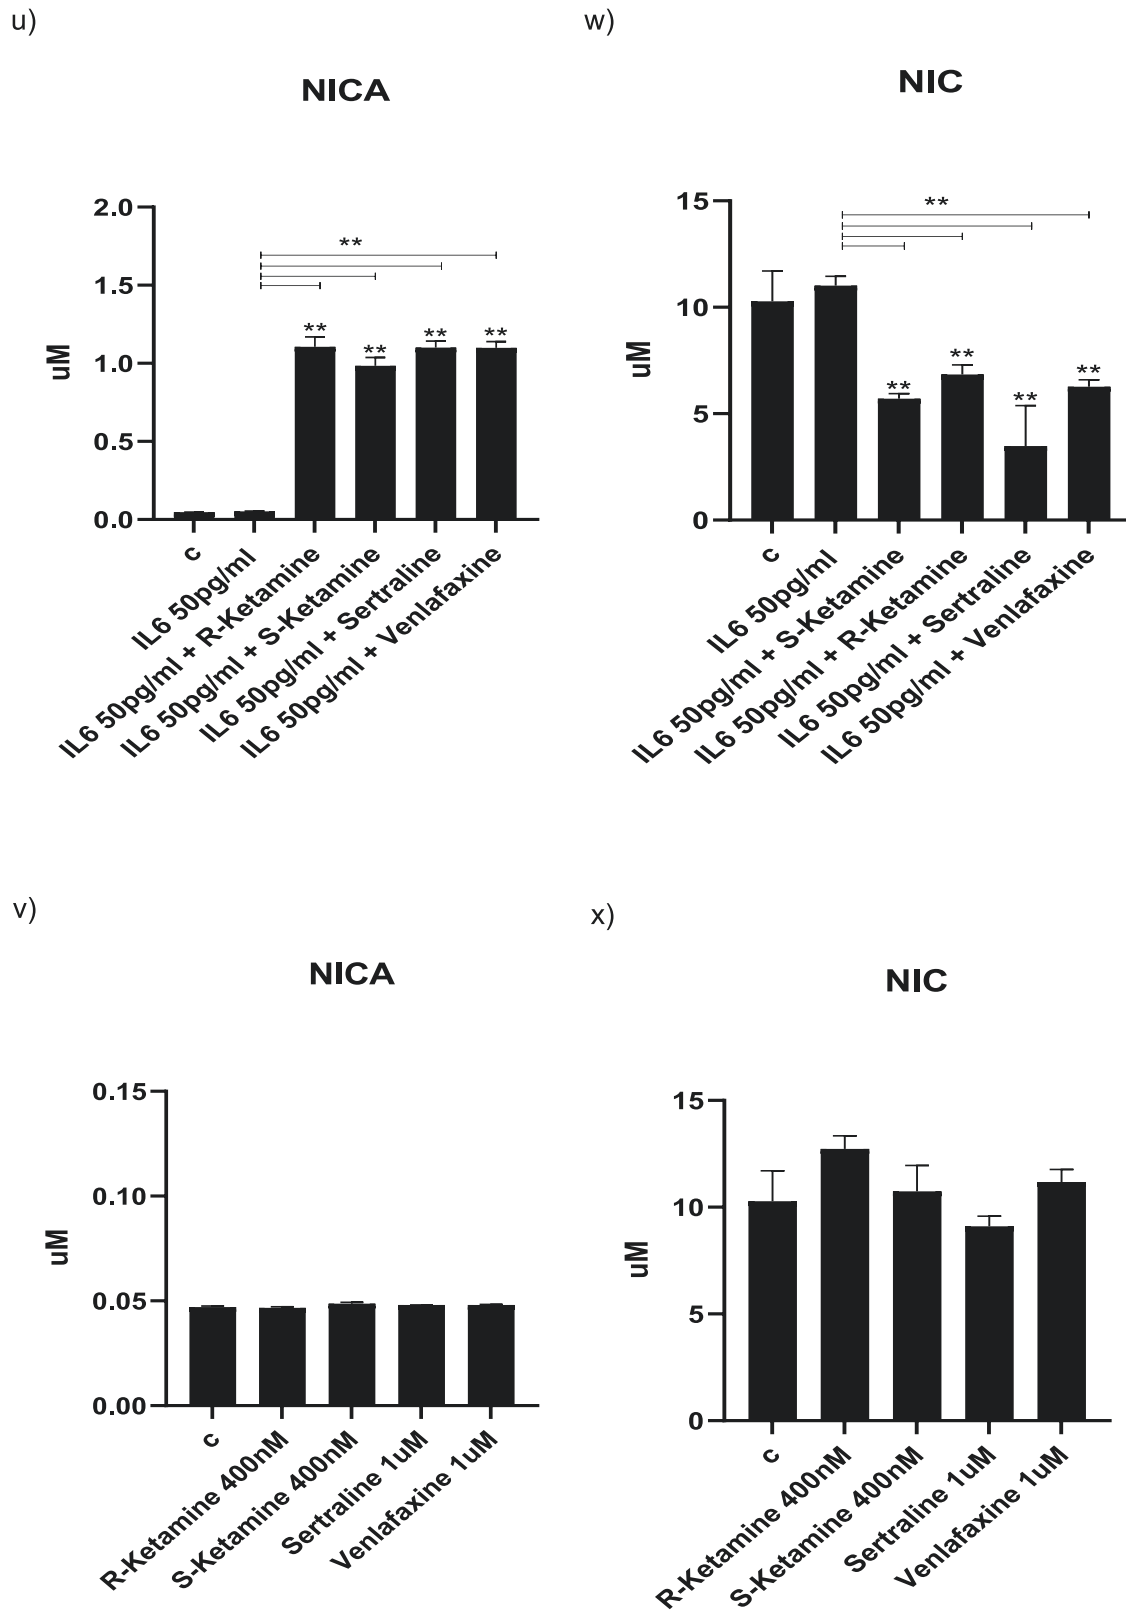 u)
NICA
uM
2.0
1.5
1.0
0.5
0.0
**
**
**
**
**
c
IL6 50pg/ml
IL6 50pg/ml + R-Ketamine
IL6 50pg/ml + S-Ketamine
IL6 50pg/ml + Sertraline
IL6 50pg/ml + Venlafaxine
w)
NIC
uM
15
10
5
0
**
**
**
**
**
c
IL6 50pg/ml
IL6 50pg/ml + S-Ketamine
IL6 50pg/ml + R-Ketamine
IL6 50pg/ml + Sertraline
IL6 50pg/ml + Venlafaxine
v)
NICA
uM
0.15
0.10
0.05
0.00
c
R-Ketamine 400nM
S-Ketamine 400nM
Sertraline 1uM
Venlafaxine 1uM
x)
NIC
uM
15
10
5
0
c
R-Ketamine 400nM
S-Ketamine 400nM
Sertraline 1uM
Venlafaxine 1uM